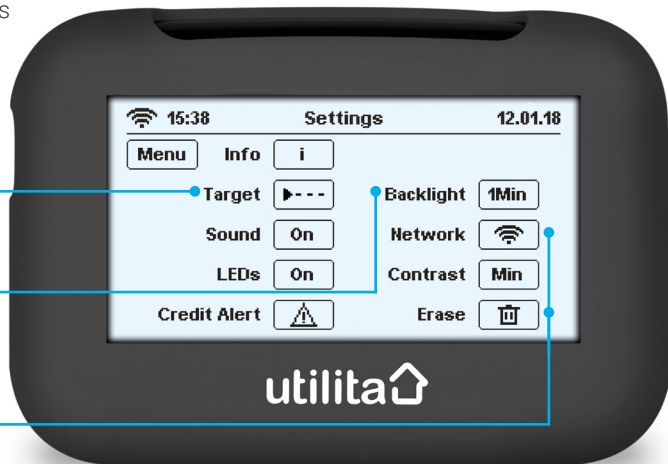 S
15:38 Settings 12.01.18
Menu Info i
Target --- Backlight 1Min
Sound On Network
LEDs On Contrast Min
Credit Alert Erase
utilita